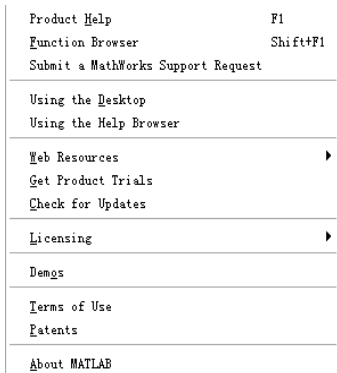 Product Help F1
Function Browser Shift+F1
Submit a MathWorks Support Request
Using the Desktop
Using the Help Browser
Web Resources
Get Product Trials
Check for Updates
Licensing
Demos
Terms of Use
Patents
About MATLAB